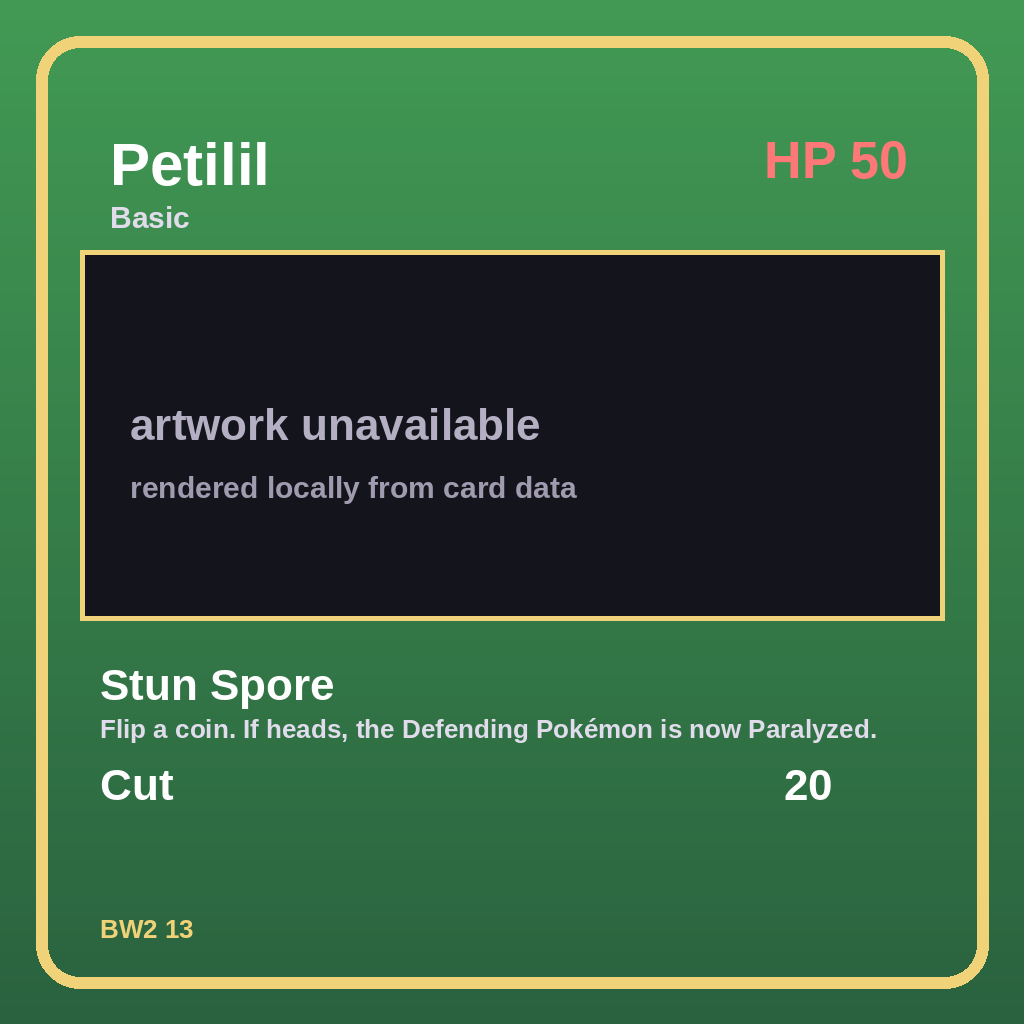 Petilil
HP 50
Basic
artwork unavailable
rendered locally from card data
Stun Spore
Flip a coin. If heads, the Defending Pokémon is now Paralyzed.
Cut 20
BW2 13